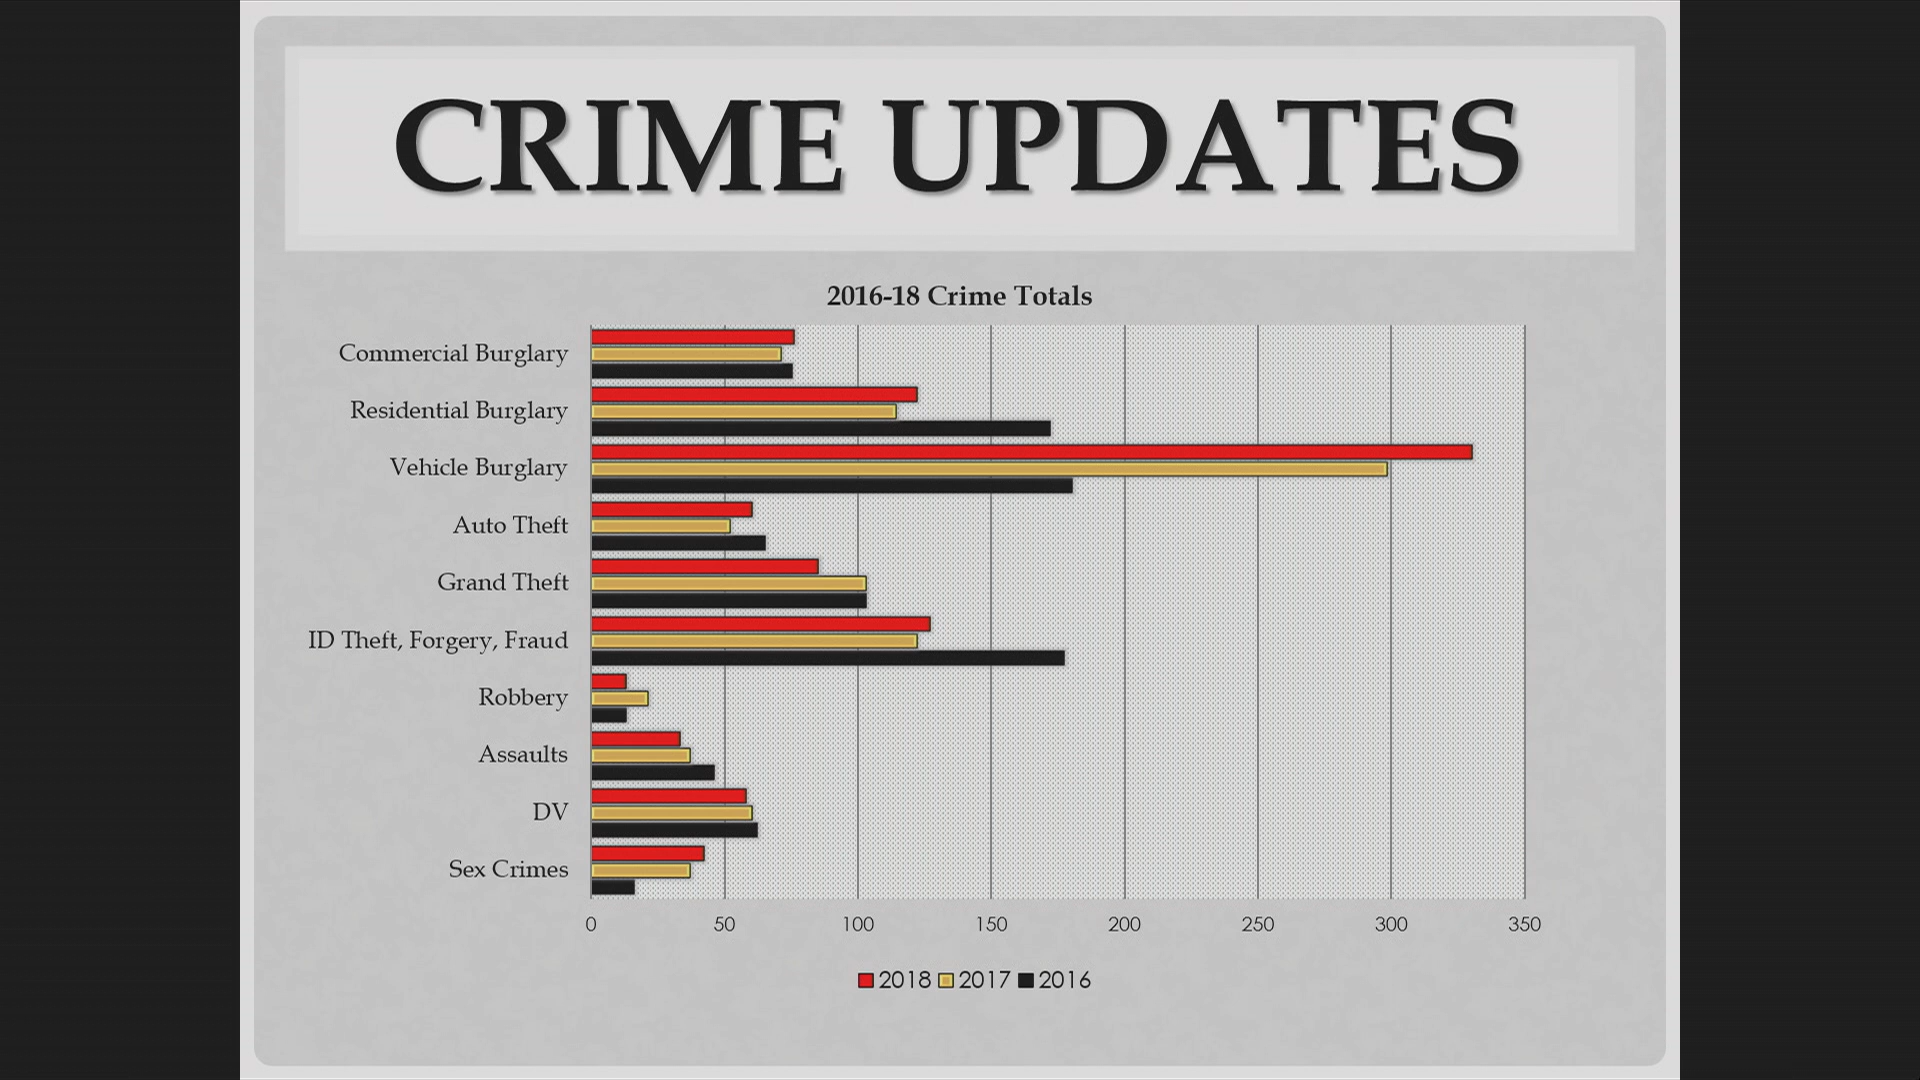 CRIME UPDATES
2016-18 Crime Totals
Commercial Burglary
Residential Burglary
Vehicle Burglary
Auto Theft
Grand Theft
ID Theft, Forgery, Fraud
Robbery
Assaults
DV
Sex Crimes
0 50 100 150 200 250 300 350
2018 2017 2016